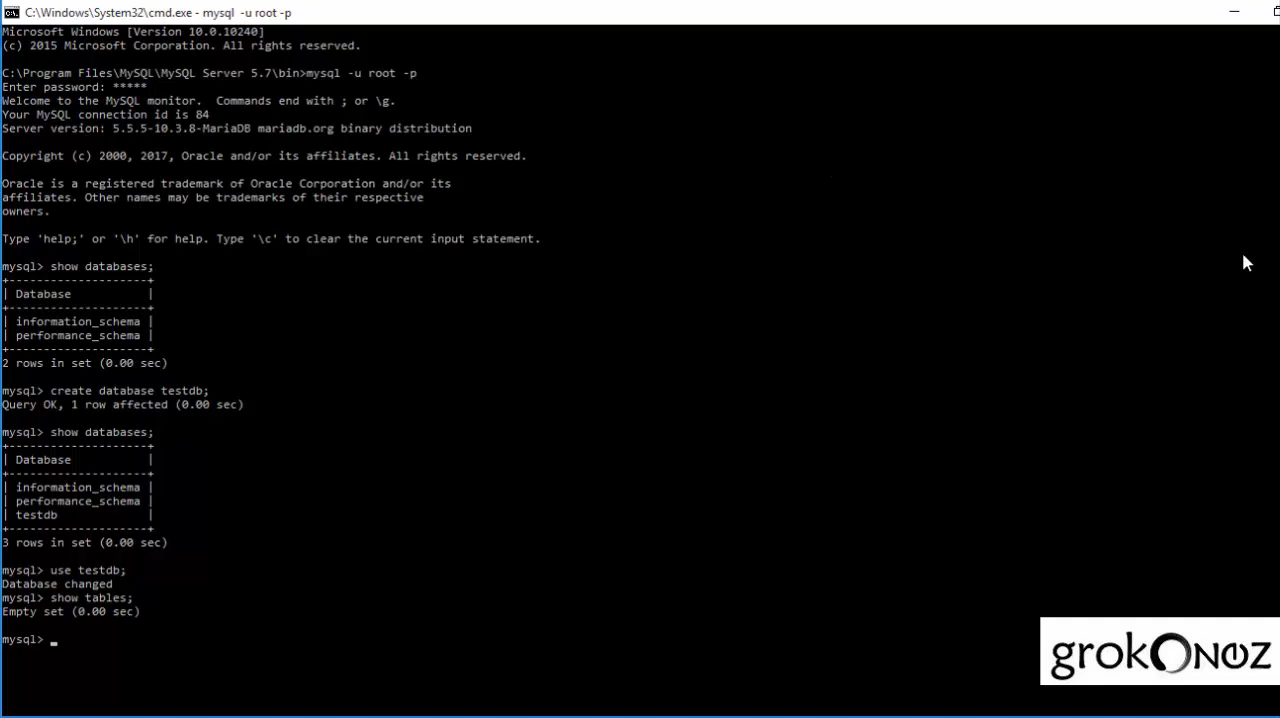 C:\Windows\System32\cmd.exe - mysql  -u root -p
Microsoft Windows [Version 10.0.10240]
(c) 2015 Microsoft Corporation. All rights reserved.
C:\Program Files\MySQL\MySQL Server 5.7\bin>mysql -u root -p
Enter password: *****
Welcome to the MySQL monitor.  Commands end with ; or \g.
Your MySQL connection id is 84
Server version: 5.5.5-10.3.8-MariaDB mariadb.org binary distribution
Copyright (c) 2000, 2017, Oracle and/or its affiliates. All rights reserved.
Oracle is a registered trademark of Oracle Corporation and/or its
affiliates. Other names may be trademarks of their respective
owners.
Type 'help;' or '\h' for help. Type '\c' to clear the current input statement.
mysql> show databases;
+--------------------+
| Database           |
+--------------------+
| information_schema |
| performance_schema |
+--------------------+
2 rows in set (0.00 sec)
mysql> create database testdb;
Query OK, 1 row affected (0.00 sec)
mysql> show databases;
+--------------------+
| Database           |
+--------------------+
| information_schema |
| performance_schema |
| testdb             |
+--------------------+
3 rows in set (0.00 sec)
mysql> use testdb;
Database changed
mysql> show tables;
Empty set (0.00 sec)
mysql> _
grokOnez